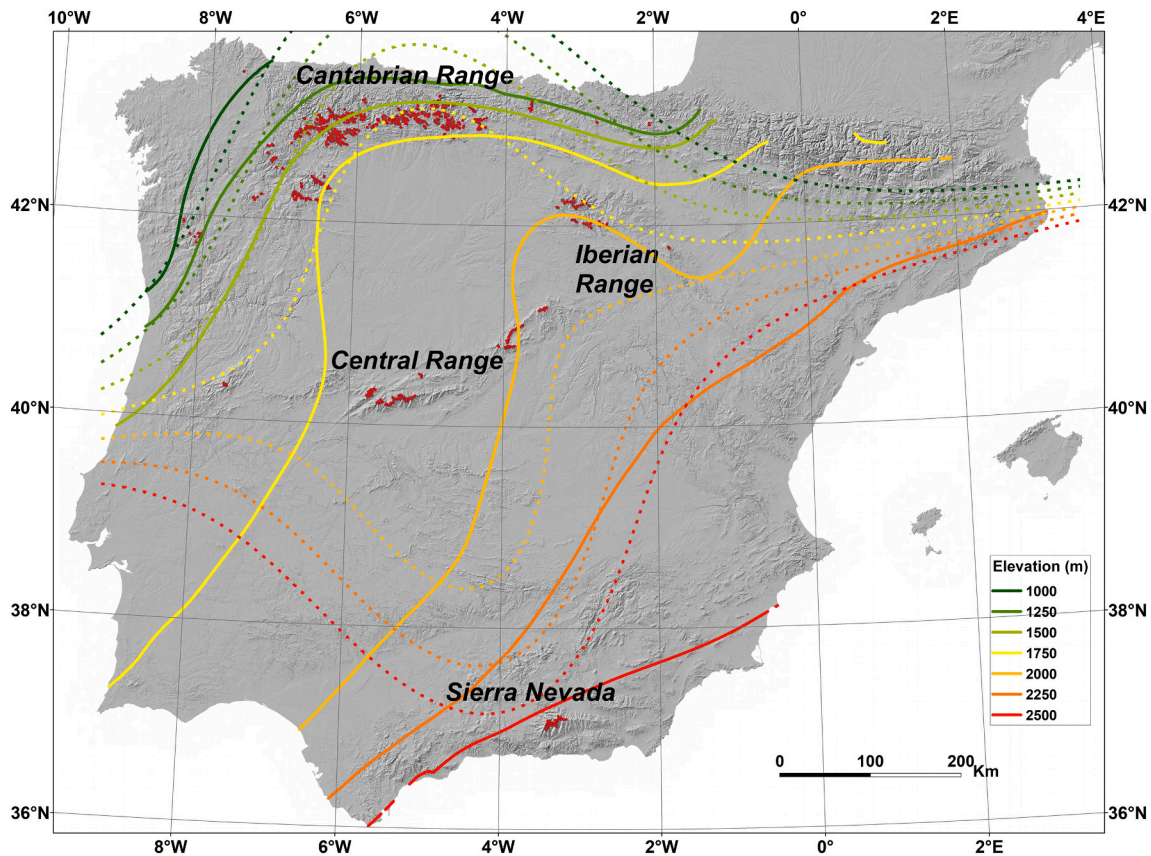 10°W 8°W 6°W 4°W 2°W 0° 2°E 4°E
Cantabrian Range
42°N 42°N
Iberian
Range
Central Range
40°N 40°N
Elevation (m)
1000
1250
1500
1750
2000
2250
2500
38°N 38°N
Sierra Nevada
0 100 200 Km
36°N 36°N
8°W 6°W 4°W 2°W 0° 2°E